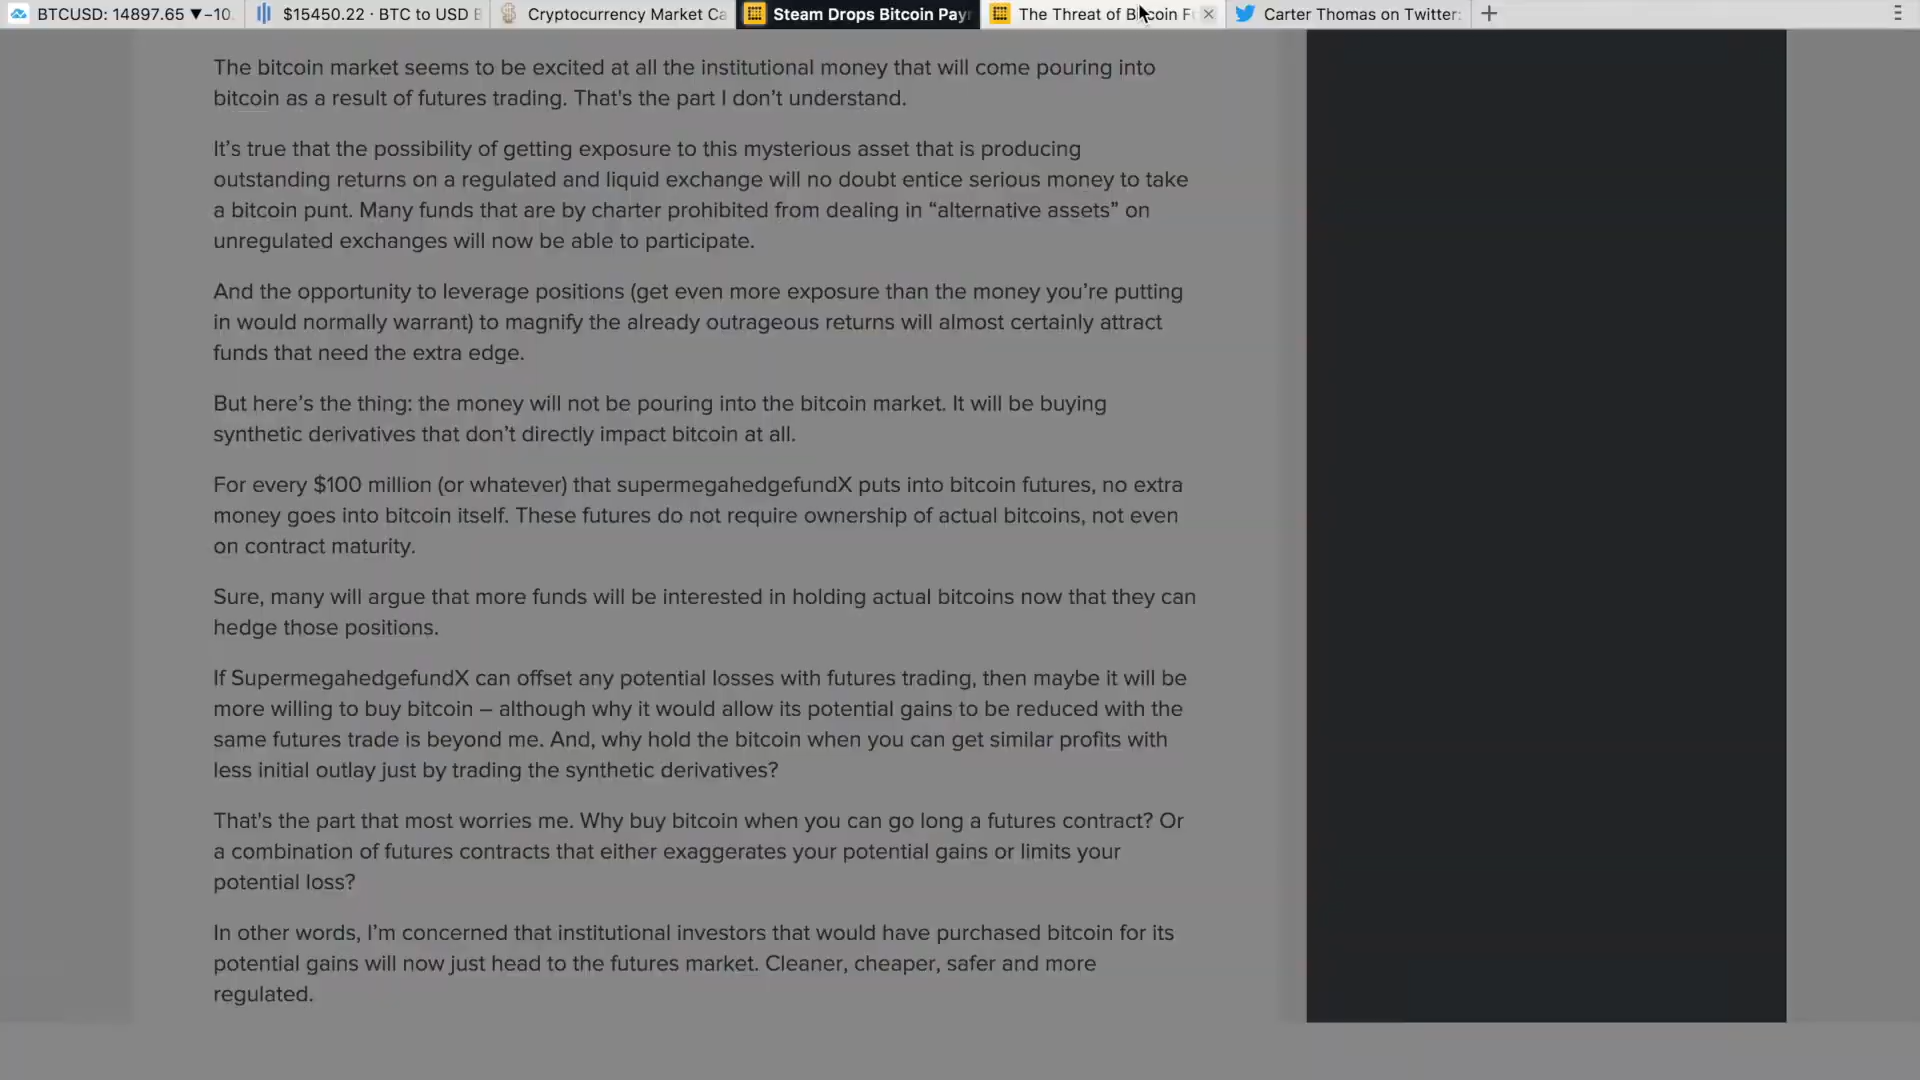 BTCUSD: 14897.65 ▼−10 $15450.22 · BTC to USD Cryptocurrency Market Ca Steam Drops Bitcoin Pay The Threat of Bitcoin F Carter Thomas on Twitter:
The bitcoin market seems to be excited at all the institutional money that will come pouring into
bitcoin as a result of futures trading. That's the part I don’t understand.
It’s true that the possibility of getting exposure to this mysterious asset that is producing
outstanding returns on a regulated and liquid exchange will no doubt entice serious money to take
a bitcoin punt. Many funds that are by charter prohibited from dealing in “alternative assets” on
unregulated exchanges will now be able to participate.
And the opportunity to leverage positions (get even more exposure than the money you’re putting
in would normally warrant) to magnify the already outrageous returns will almost certainly attract
funds that need the extra edge.
But here’s the thing: the money will not be pouring into the bitcoin market. It will be buying
synthetic derivatives that don’t directly impact bitcoin at all.
For every $100 million (or whatever) that supermegahedgefundX puts into bitcoin futures, no extra
money goes into bitcoin itself. These futures do not require ownership of actual bitcoins, not even
on contract maturity.
Sure, many will argue that more funds will be interested in holding actual bitcoins now that they can
hedge those positions.
If SupermegahedgefundX can offset any potential losses with futures trading, then maybe it will be
more willing to buy bitcoin – although why it would allow its potential gains to be reduced with the
same futures trade is beyond me. And, why hold the bitcoin when you can get similar profits with
less initial outlay just by trading the synthetic derivatives?
That's the part that most worries me. Why buy bitcoin when you can go long a futures contract? Or
a combination of futures contracts that either exaggerates your potential gains or limits your
potential loss?
In other words, I’m concerned that institutional investors that would have purchased bitcoin for its
potential gains will now just head to the futures market. Cleaner, cheaper, safer and more
regulated.